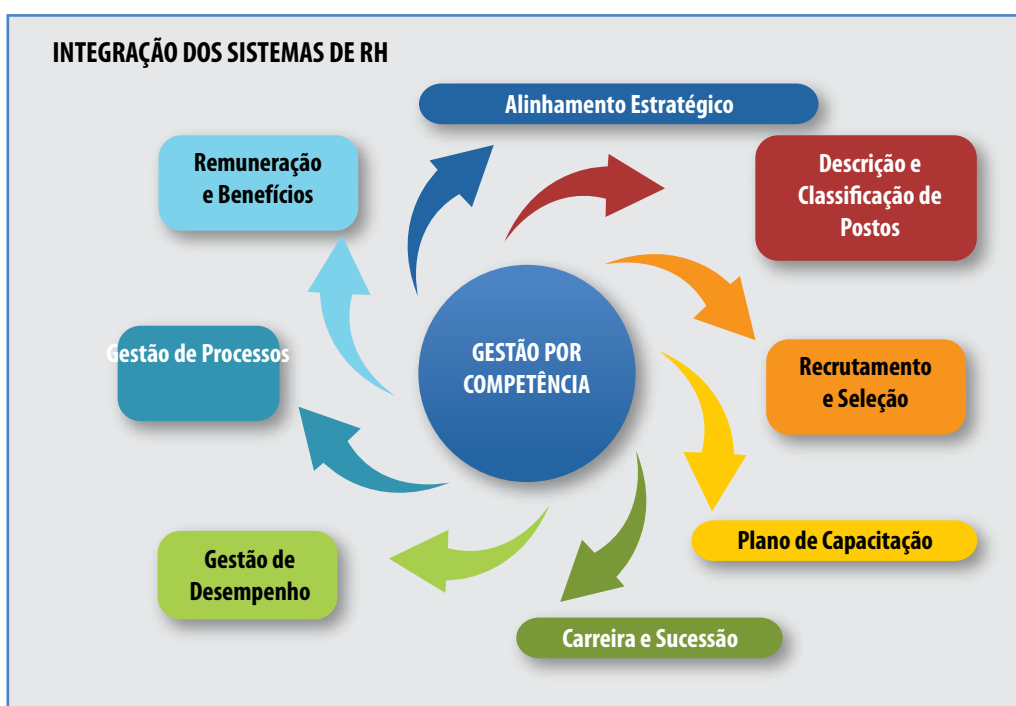 INTEGRAÇÃO DOS SISTEMAS DE RH
Alinhamento Estratégico
Descrição e
Classificação de
Postos
Recrutamento
e Seleção
Plano de Capacitação
Carreira e Sucessão
Gestão de
Desempenho
Gestão de Processos
Remuneração
e Benefícios
GESTÃO POR
COMPETÊNCIA